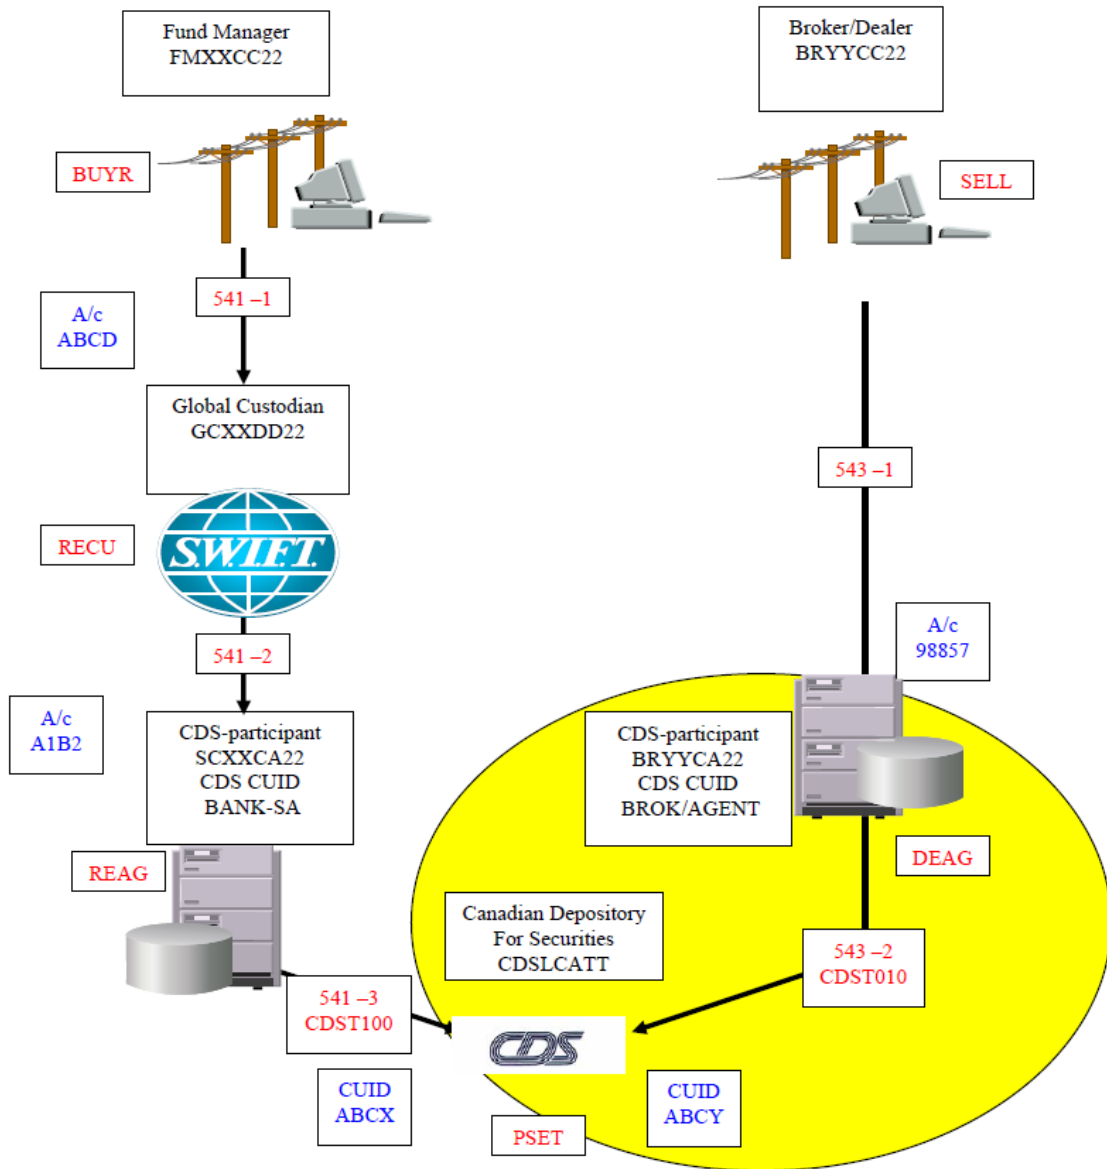 Fund Manager
FMXXCC22
Broker/Dealer
BRYYCC22
BUYR
SELL
541 –1
A/c
ABCD
Global Custodian
GCXXDD22
543 –1
RECU
S.W.I.F.T.
541 –2
A/c
98857
A/c
A1B2
CDS-participant
SCXXCA22
CDS CUID
BANK-SA
CDS-participant
BRYYCA22
CDS CUID
BROK/AGENT
REAG
DEAG
Canadian Depository
For Securities
CDSLCATT
543 –2
CDST010
541 –3
CDST100
CDS
CUID
ABCX
CUID
ABCY
PSET